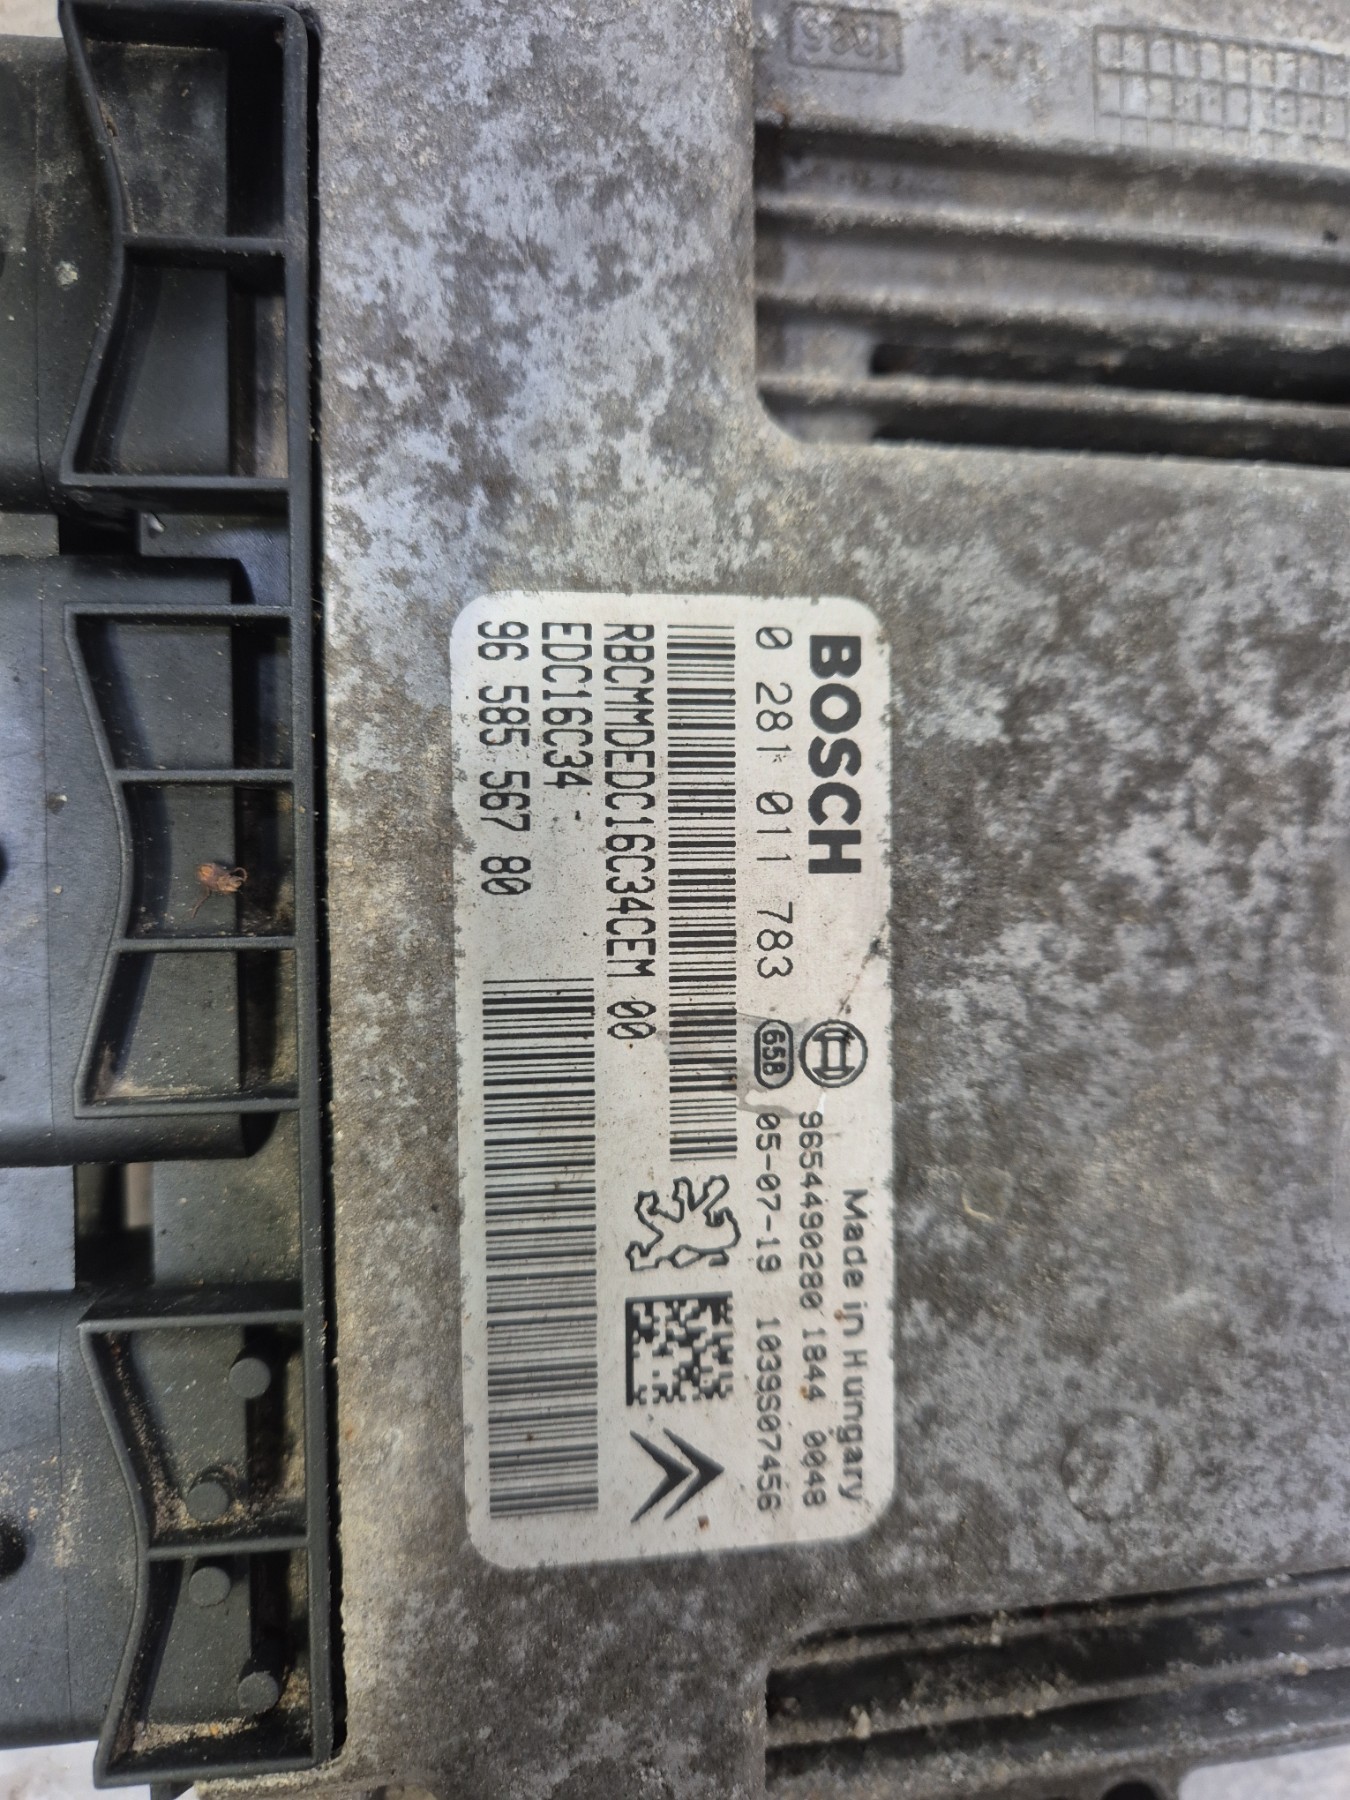 BOSCH
Made in Hungary
9654490280 1844 0048
0 281 011 783 65B 05-07-19 1039S07456
RBCMMDEDC16C34CEM 00
EDC16C34 -
96 585 567 80